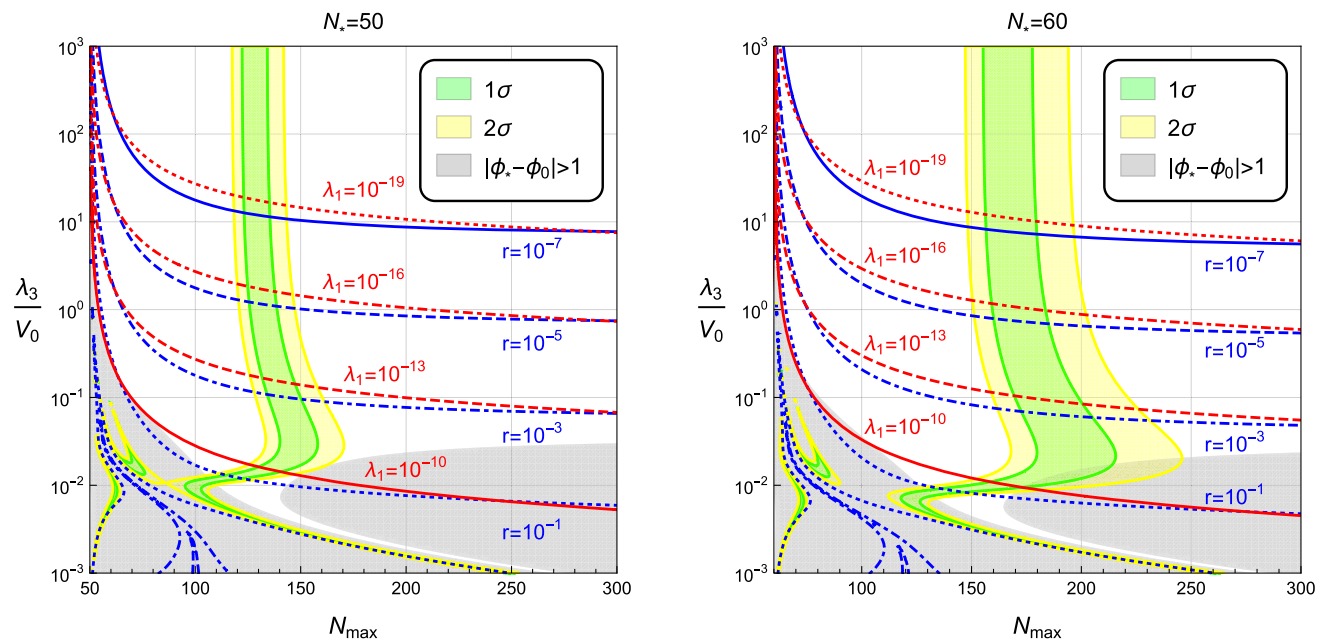 N*=50
10³
10²
10¹
10⁰
10⁻¹
10⁻²
10⁻³
λ₃
V₀
1σ
2σ
|ϕ*-ϕ₀|>1
λ₁=10⁻¹⁹
r=10⁻⁷
λ₁=10⁻¹⁶
r=10⁻⁵
λ₁=10⁻¹³
r=10⁻³
λ₁=10⁻¹⁰
r=10⁻¹
50 100 150 200 250 300
Nmax
N*=60
10³
10²
10¹
10⁰
10⁻¹
10⁻²
10⁻³
λ₃
V₀
1σ
2σ
|ϕ*-ϕ₀|>1
λ₁=10⁻¹⁹
r=10⁻⁷
λ₁=10⁻¹⁶
r=10⁻⁵
λ₁=10⁻¹³
λ₁=10⁻¹⁰
r=10⁻³
r=10⁻¹
100 150 200 250 300
Nmax